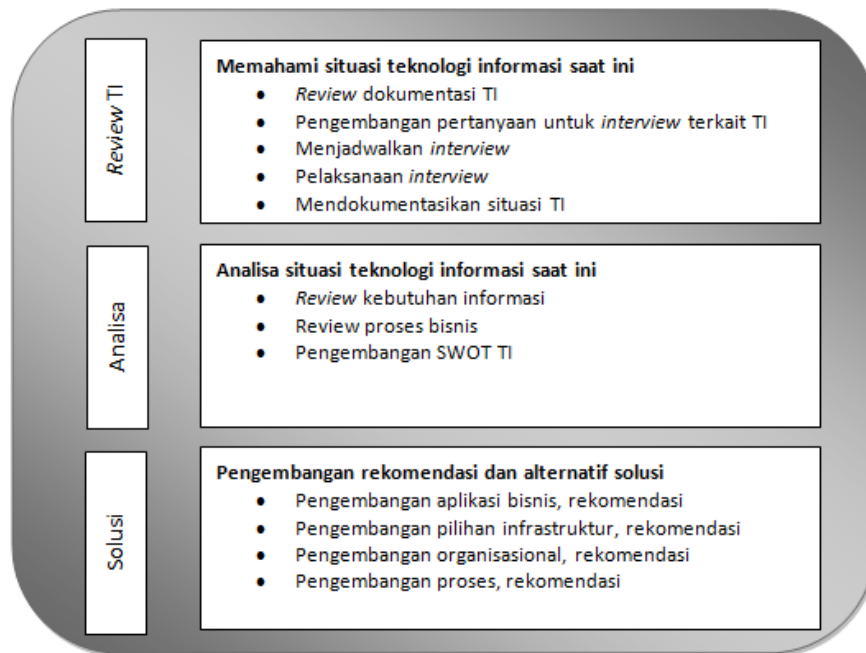 Review TI
Memahami situasi teknologi informasi saat ini
• Review dokumentasi TI
• Pengembangan pertanyaan untuk interview terkait TI
• Menjadwalkan interview
• Pelaksanaan interview
• Mendokumentasikan situasi TI
Analisa
Analisa situasi teknologi informasi saat ini
• Review kebutuhan informasi
• Review proses bisnis
• Pengembangan SWOT TI
Solusi
Pengembangan rekomendasi dan alternatif solusi
• Pengembangan aplikasi bisnis, rekomendasi
• Pengembangan pilihan infrastruktur, rekomendasi
• Pengembangan organisasional, rekomendasi
• Pengembangan proses, rekomendasi